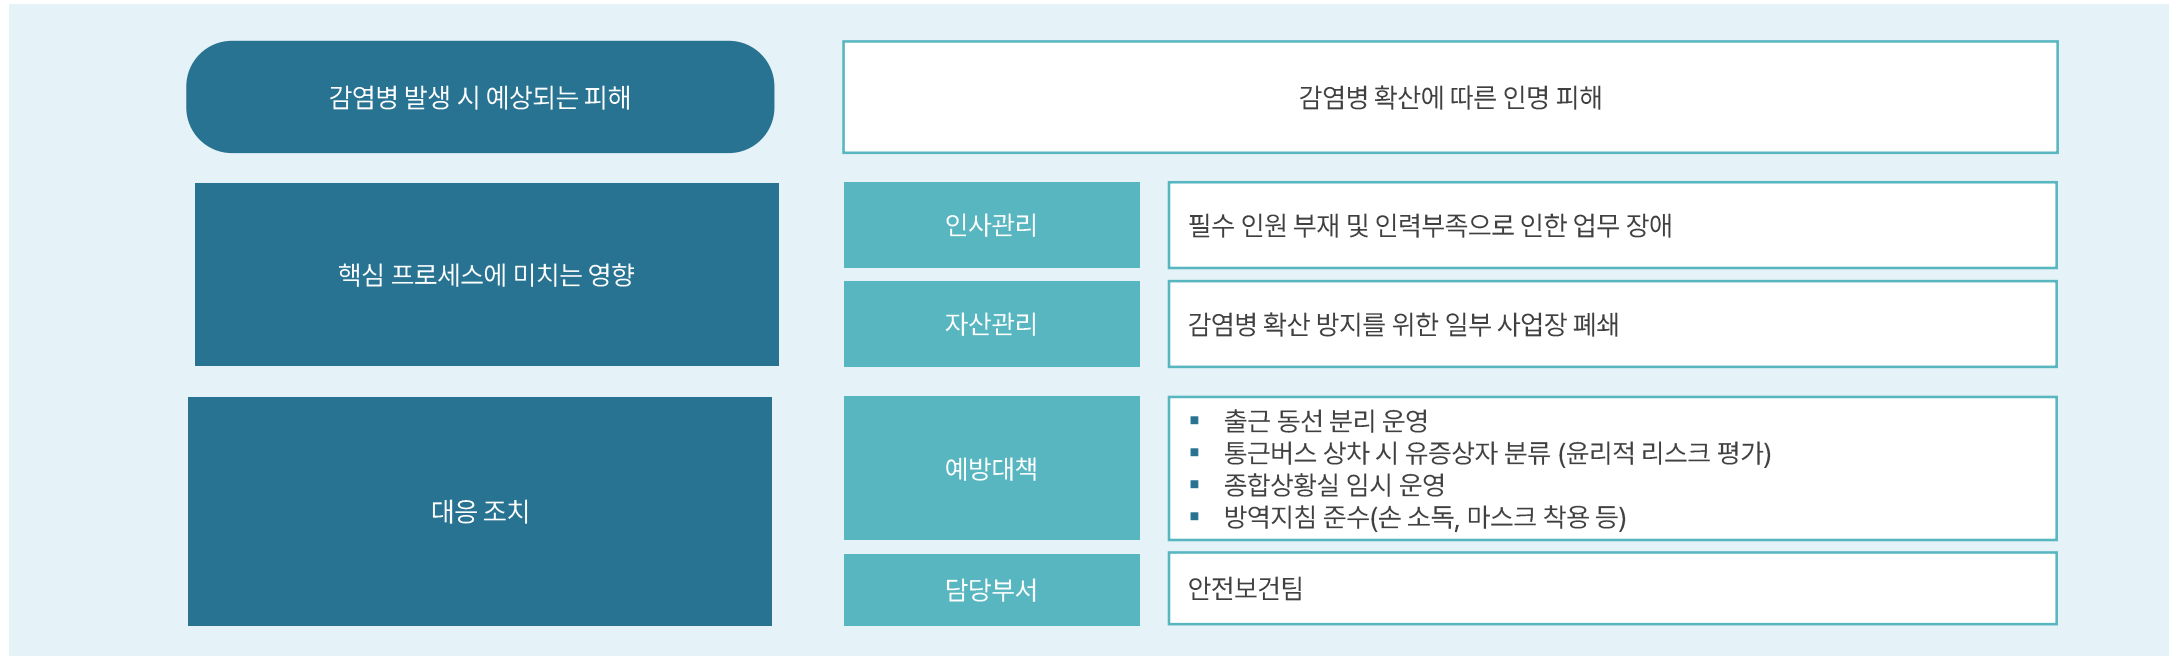 감염병 발생 시 예상되는 피해
감염병 확산에 따른 인명 피해
핵심 프로세스에 미치는 영향
인사관리
필수 인원 부재 및 인력부족으로 인한 업무 장애
자산관리
감염병 확산 방지를 위한 일부 사업장 폐쇄
대응 조치
예방대책
▪ 출근 동선 분리 운영
▪ 통근버스 상차 시 유증상자 분류 (윤리적 리스크 평가)
▪ 종합상황실 임시 운영
▪ 방역지침 준수(손 소독, 마스크 착용 등)
담당부서
안전보건팀